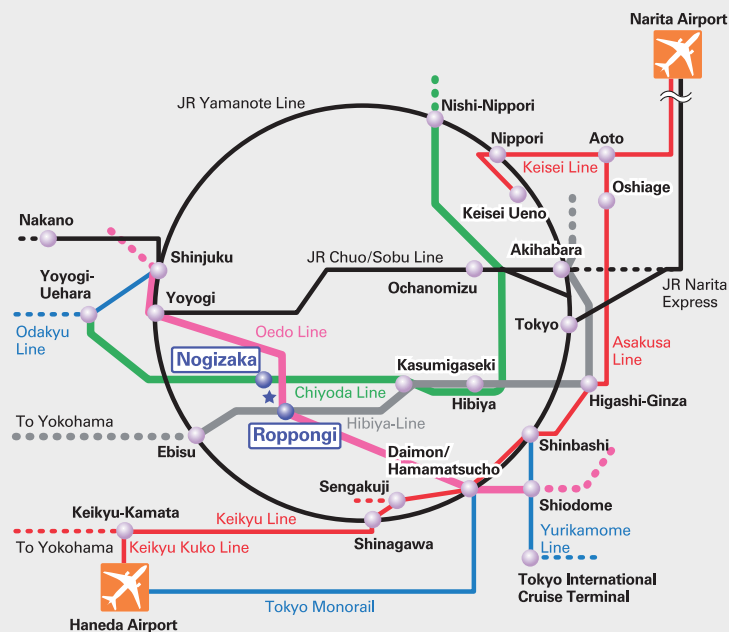 Narita Airport
JR Yamanote Line
Nishi-Nippori
Nippori
Aoto
Keisei Line
Oshiage
Keisei Ueno
Nakano
Shinjuku
Akihabara
JR Chuo/Sobu Line
Yoyogi-
Uehara
Ochanomizu
JR Narita
Express
Yoyogi
Tokyo
Odakyu
Line
Oedo Line
Asakusa
Line
Nogizaka
Kasumigaseki
Chiyoda Line
Hibiya
Higashi-Ginza
To Yokohama
Hibiya-Line
Roppongi
Ebisu
Daimon/
Hamamatsucho
Shinbashi
Sengakuji
Shiodome
Keikyu-Kamata
Keikyu Line
To Yokohama
Keikyu Kuko Line
Shinagawa
Yurikamome
Line
Tokyo International
Cruise Terminal
Tokyo Monorail
Haneda Airport